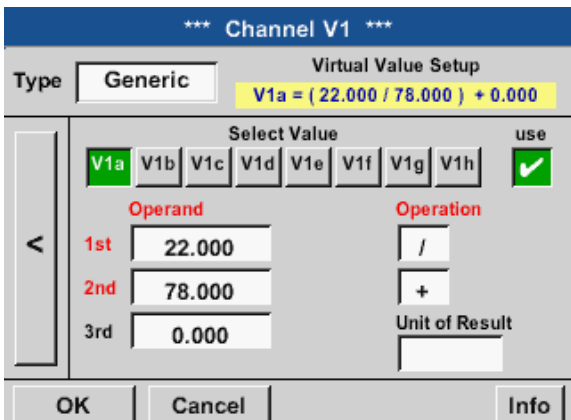 *** Channel V1 ***
Type Generic
Virtual Value Setup
V1a = ( 22.000 / 78.000 ) + 0.000
Select Value use
V1a V1b V1c V1d V1e V1f V1g V1h
Operand Operation
< 1st 22.000 /
2nd 78.000 +
3rd 0.000 Unit of Result
OK Cancel Info